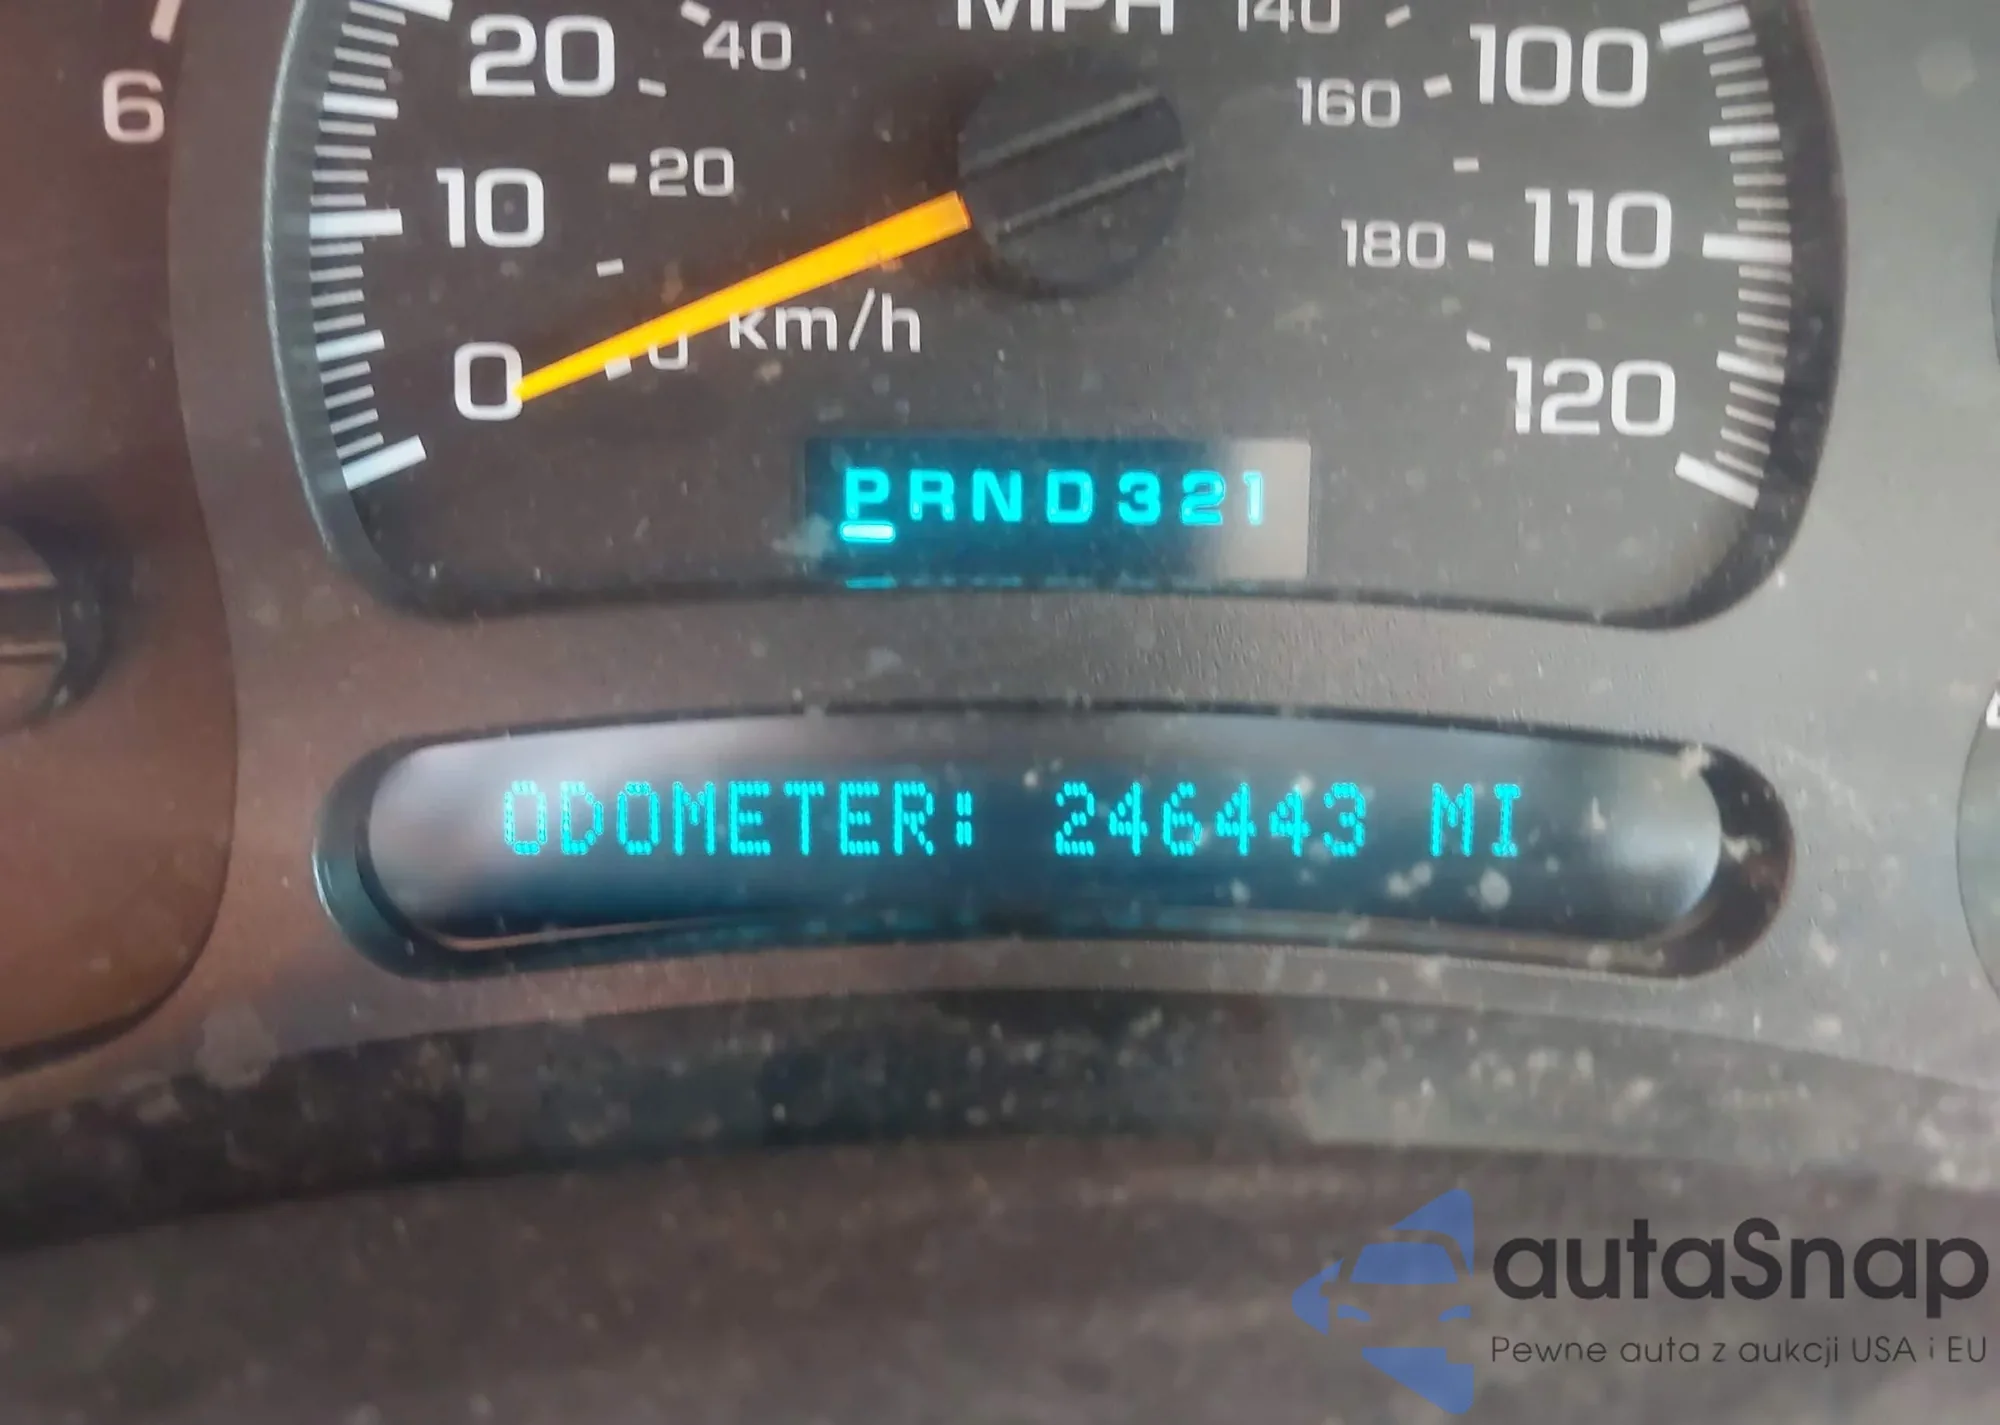 MPH 140
20 40 100
6 160
10 20 180 110
km/h
0 0 120
PRND321
ODOMETER: 246443 MI
autaSnap
Pewne auta z aukcji USA i EU